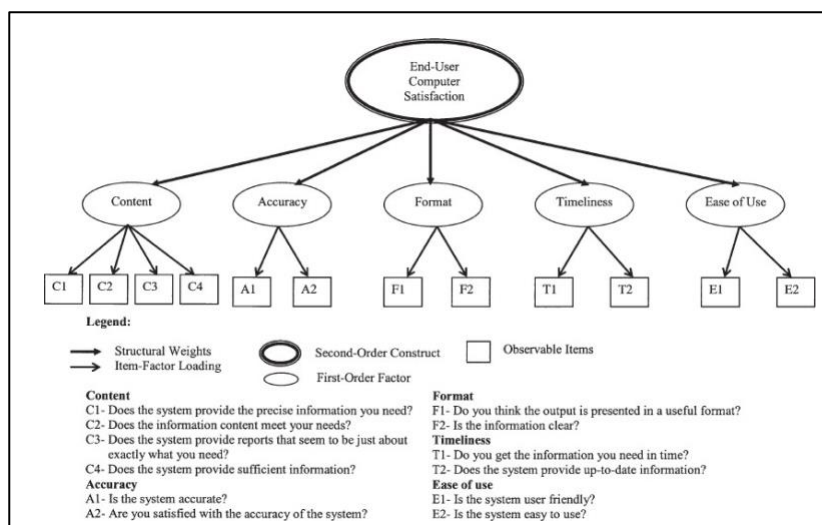 End-User
Computer
Satisfaction
Content
Accuracy
Format
Timeliness
Ease of Use
C1
C2
C3
C4
A1
A2
F1
F2
T1
T2
E1
E2
Legend:
Structural Weights
Second-Order Construct
Observable Items
Item-Factor Loading
First-Order Factor
Content
C1- Does the system provide the precise information you need?
C2- Does the information content meet your needs?
C3- Does the system provide reports that seem to be just about
exactly what you need?
C4- Does the system provide sufficient information?
Accuracy
A1- Is the system accurate?
A2- Are you satisfied with the accuracy of the system?
Format
F1- Do you think the output is presented in a useful format?
F2- Is the information clear?
Timeliness
T1- Do you get the information you need in time?
T2- Does the system provide up-to-date information?
Ease of use
E1- Is the system user friendly?
E2- Is the system easy to use?